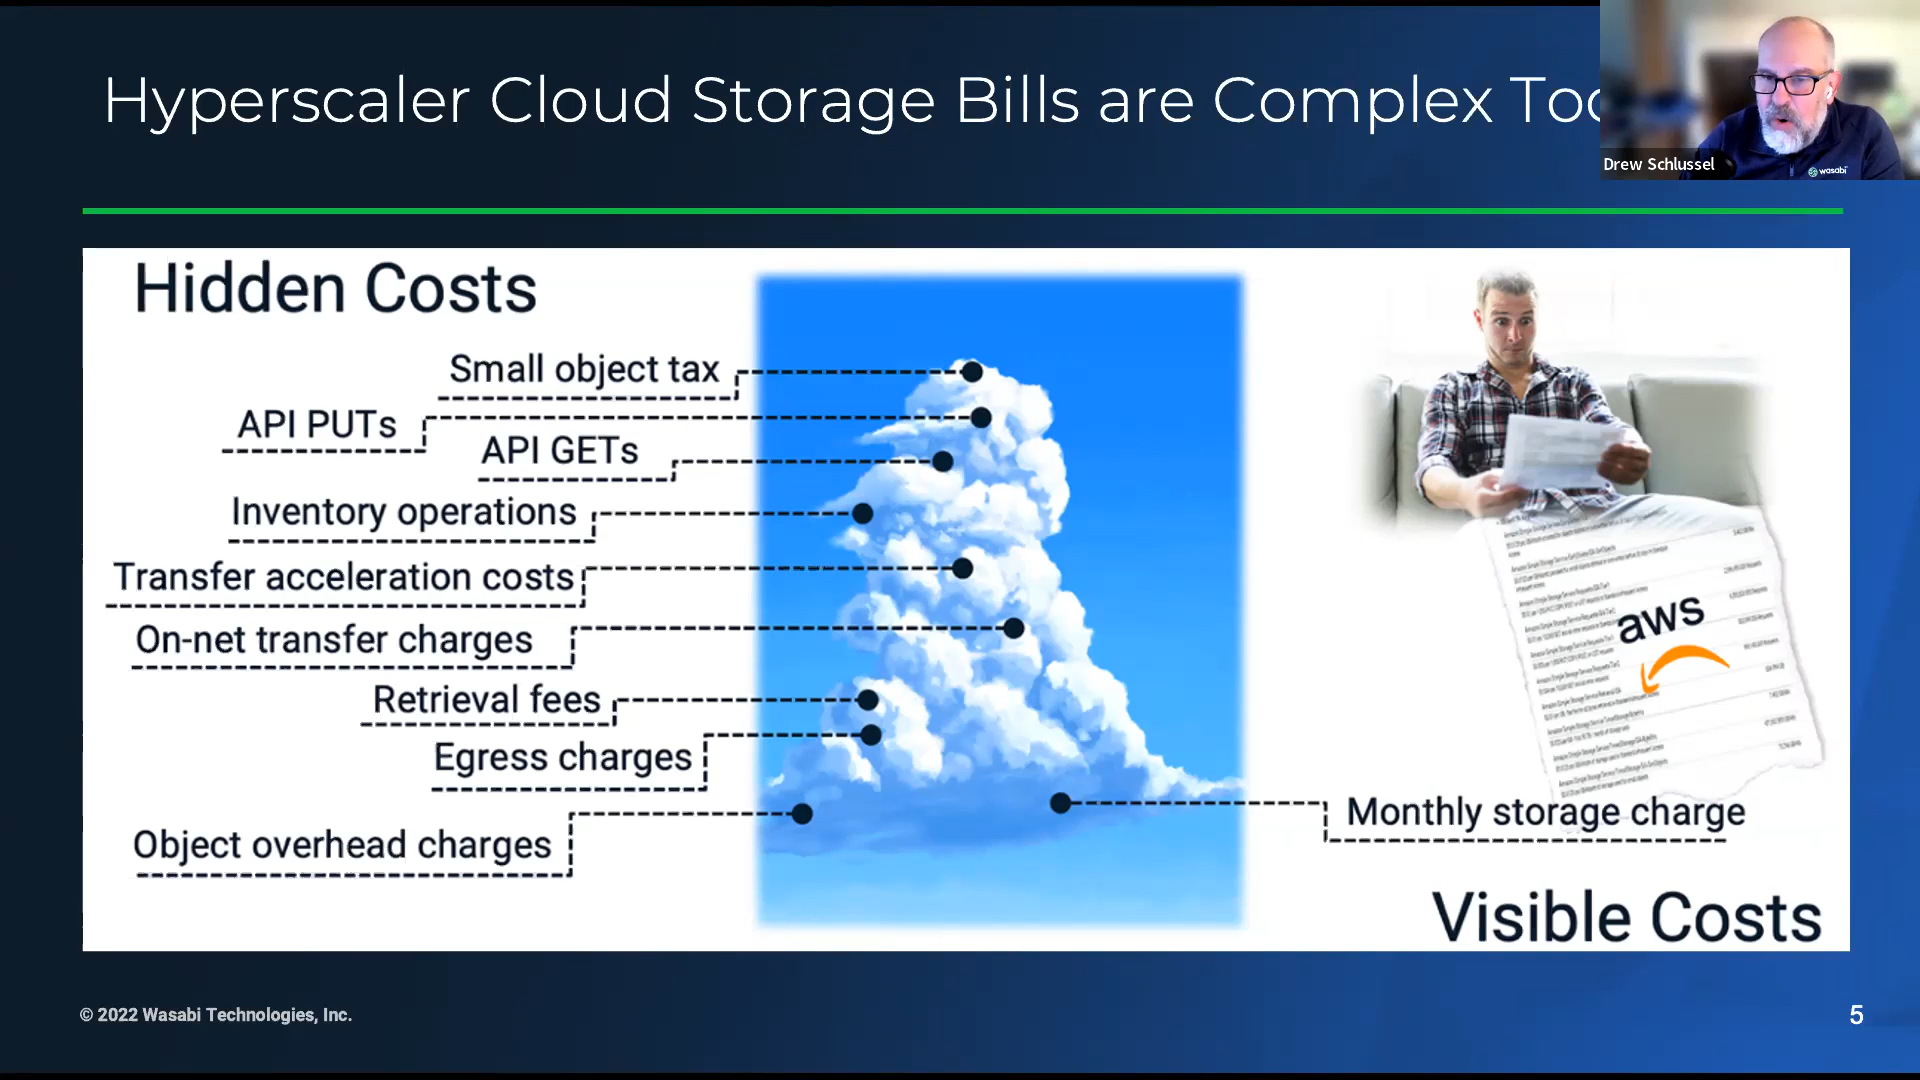 Hyperscaler Cloud Storage Bills are Complex Too
Drew Schlussel
wasabi
Hidden Costs
Small object tax
API PUTs
API GETs
Inventory operations
Transfer acceleration costs
On-net transfer charges
Retrieval fees
Egress charges
Object overhead charges
aws
Monthly storage charge
Visible Costs
© 2022 Wasabi Technologies, Inc.
5